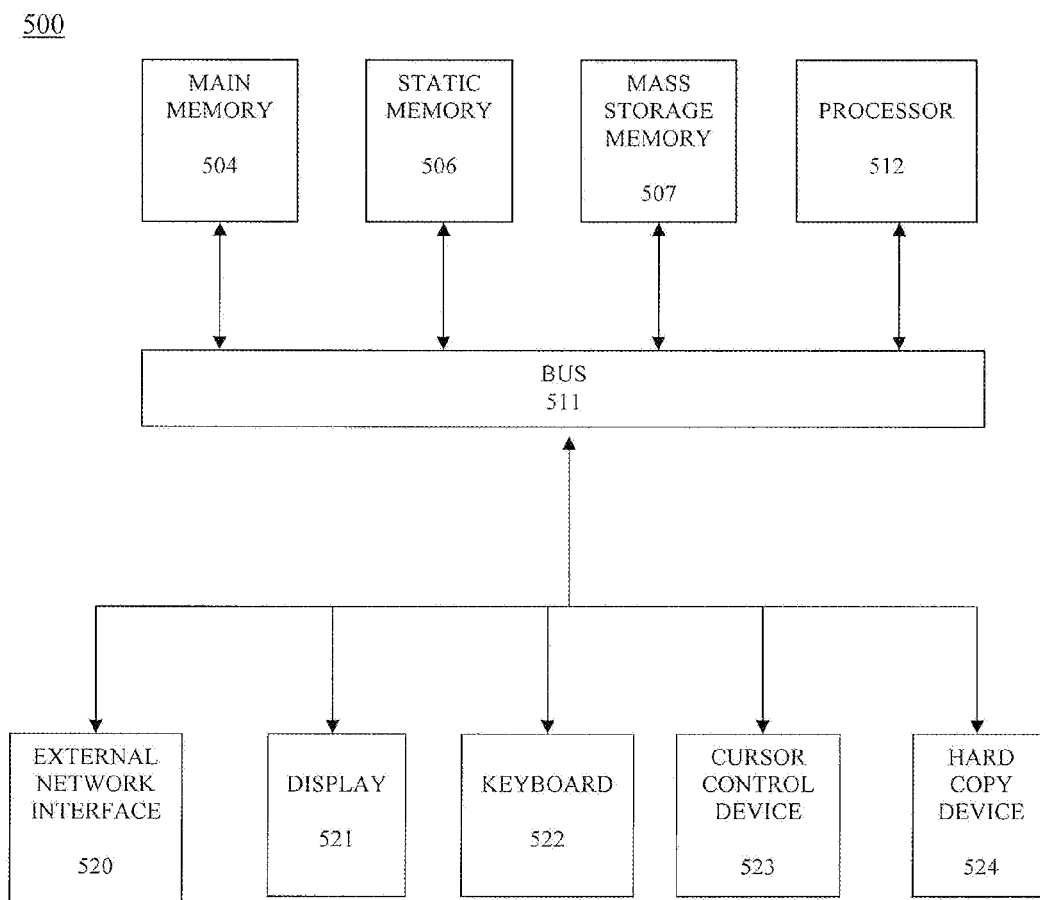 500
MAIN
MEMORY
504
STATIC
MEMORY
506
MASS
STORAGE
MEMORY
507
PROCESSOR
512
BUS
511
EXTERNAL
NETWORK
INTERFACE
520
DISPLAY
521
KEYBOARD
522
CURSOR
CONTROL
DEVICE
523
HARD
COPY
DEVICE
524